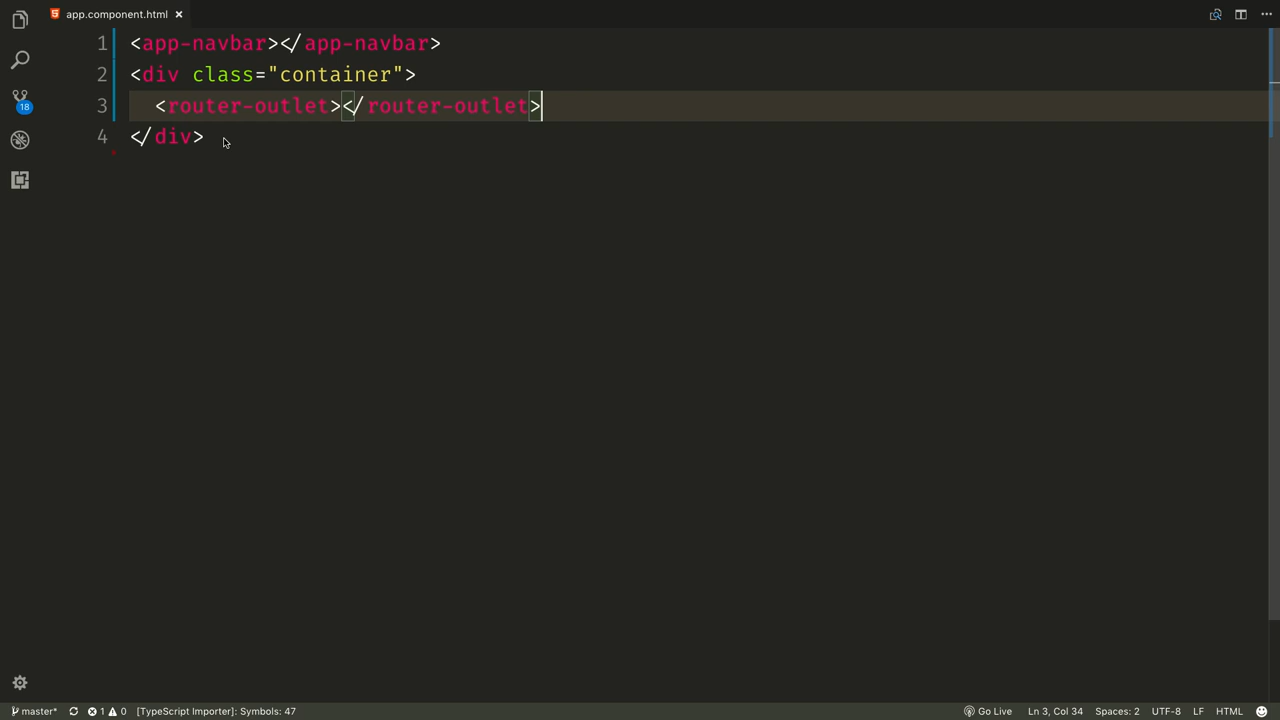 app.component.html
1 <app-navbar></app-navbar>
2 <div class="container">
3 <router-outlet></router-outlet>
4 </div>
18
master* 1 0 [TypeScript Importer]: Symbols: 47 Go Live Ln 3, Col 34 Spaces: 2 UTF-8 LF HTML